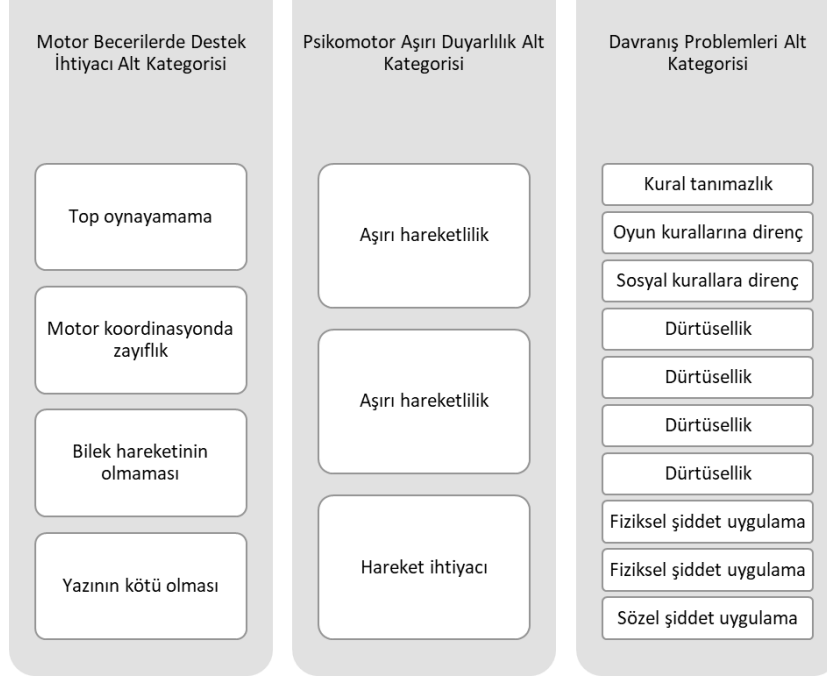 Motor Becerilerde Destek
İhtiyacı Alt Kategorisi
Top oynayamama
Motor koordinasyonda
zayıflık
Bilek hareketinin
olmaması
Yazının kötü olması
Psikomotor Aşırı Duyarlılık Alt
Kategorisi
Aşırı hareketlilik
Aşırı hareketlilik
Hareket ihtiyacı
Davranış Problemleri Alt
Kategorisi
Kural tanımazlık
Oyun kurallarına direnç
Sosyal kurallara direnç
Dürtüsellik
Dürtüsellik
Dürtüsellik
Dürtüsellik
Fiziksel şiddet uygulama
Fiziksel şiddet uygulama
Sözel şiddet uygulama